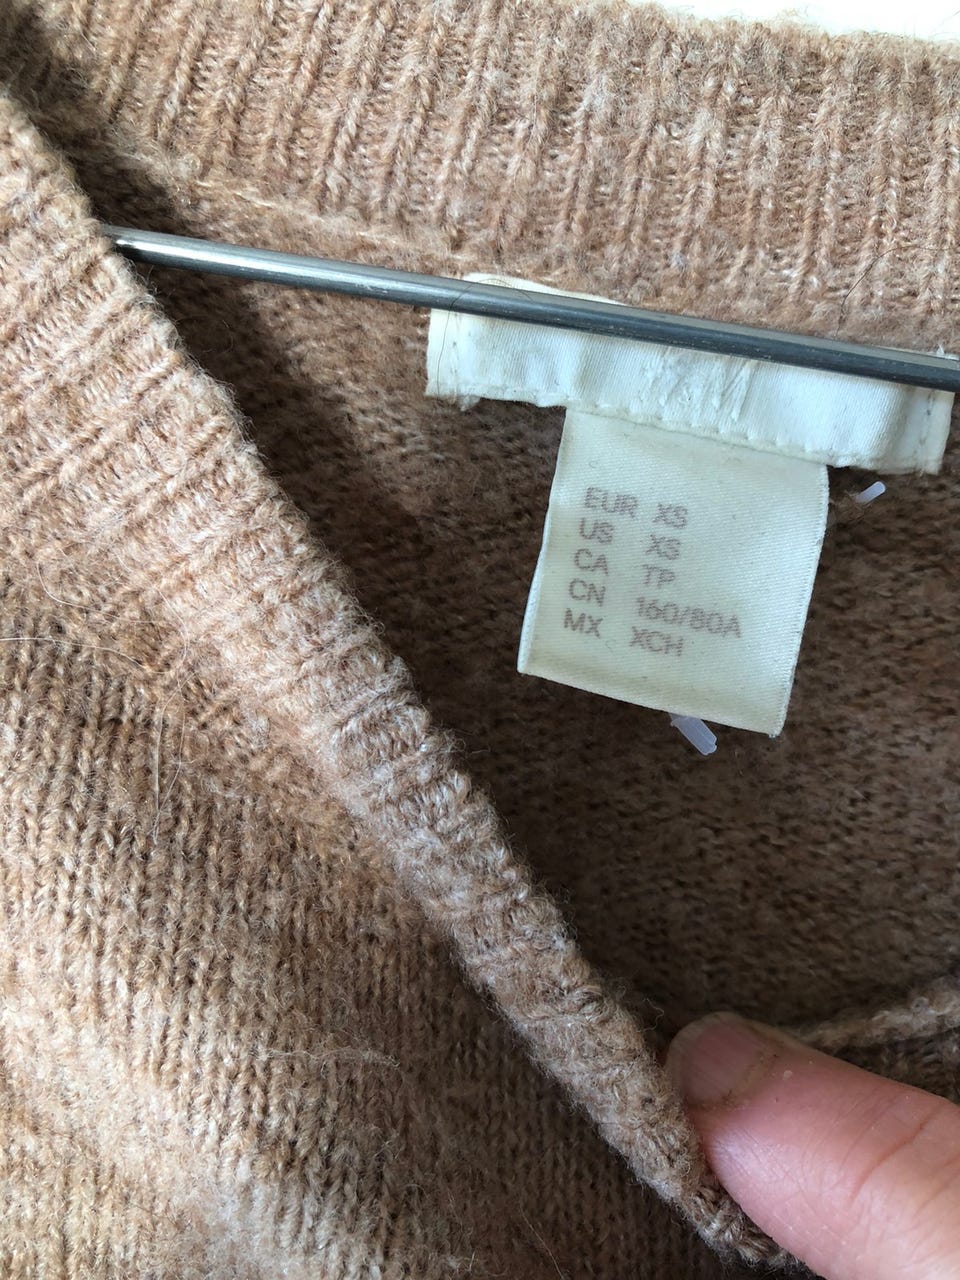 EUR XS
US XS
CA TP
CN 160/80A
MX XCH